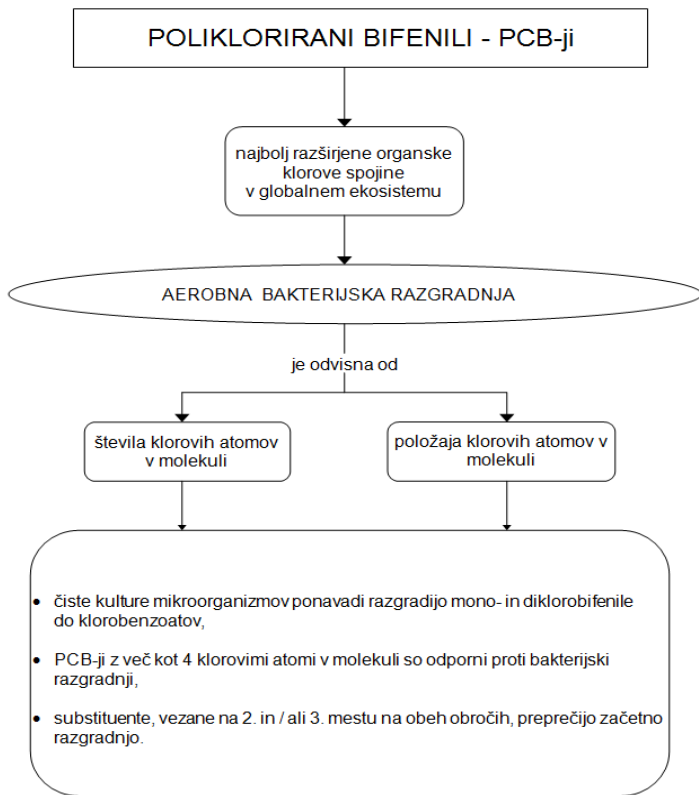 POLIKLORIRANI BIFENILI - PCB-ji
najbolj razširjene organske
klorove spojine
v globalnem ekosistemu
AEROBNA BAKTERIJSKA RAZGRADNJA
je odvisna od
števila klorovih atomov
v molekuli
položaja klorovih atomov v
molekuli
• čiste kulture mikroorganizmov ponavadi razgradijo mono- in diklorobifenile
do klorobenzoatov,
• PCB-ji z več kot 4 klorovimi atomi v molekuli so odporni proti bakterijski
razgradnji,
• substituente, vezane na 2. in / ali 3. mestu na obeh obročih, preprečijo začetno
razgradnjo.